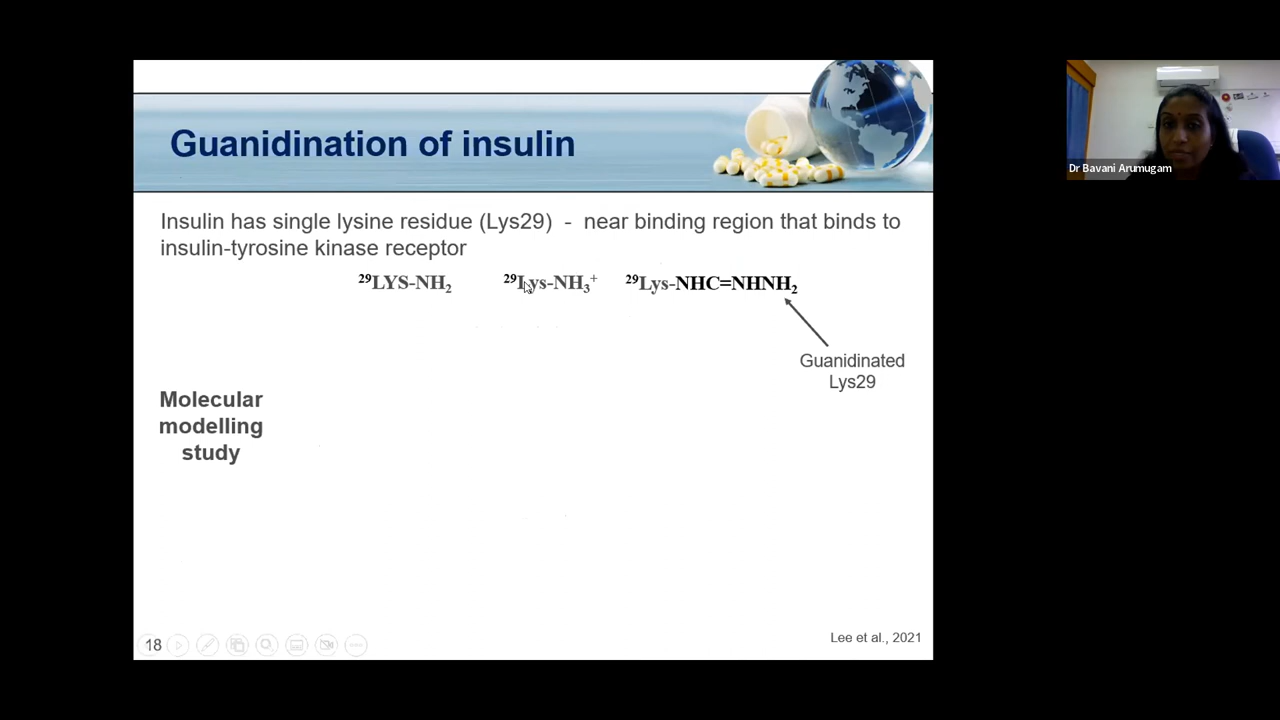 Guanidination of insulin
Insulin has single lysine residue (Lys29) - near binding region that binds to
insulin-tyrosine kinase receptor
²⁹LYS-NH₂ ²⁹Lys-NH₃⁺ ²⁹Lys-NHC=NHNH₂
Guanidinated
Lys29
Molecular
modelling
study
Lee et al., 2021
18
Dr Bavani Arumugam